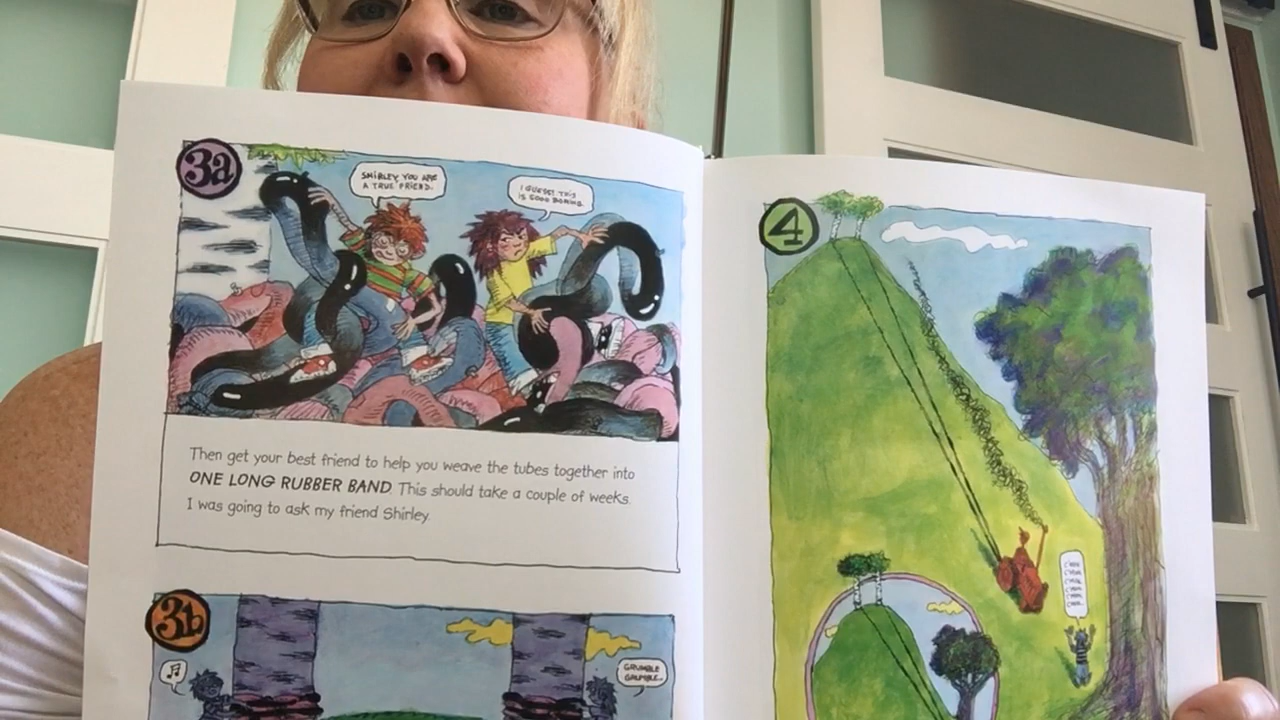 3a
SHIRLEY, YOU ARE
A TRUE FRIEND.
I GUESS! THIS
IS SOOO BORING.
Then get your best friend to help you weave the tubes together into
ONE LONG RUBBER BAND. This should take a couple of weeks.
I was going to ask my friend Shirley.
3b
GRUMBLE
GRUMBLE..
4